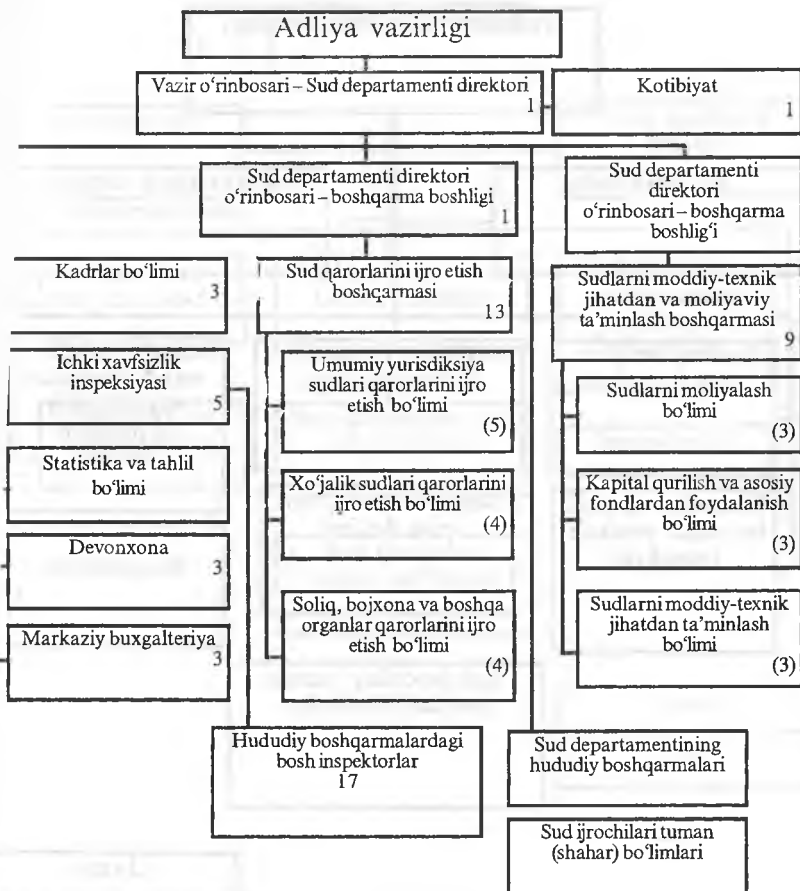 Adliya vazirligi
Vazir o‘rinbosari – Sud departamenti direktori
1
Kotibiyat
1
Sud departamenti direktori
o‘rinbosari – boshqarma boshligi
1
Sud departamenti
direktori
o‘rinbosari – boshqarma
boshlig‘i
Kadrlar bo‘limi
3
Sud qarorlarini ijro etish
boshqarmasi
13
Sudlarni moddiy-texnik
jihatdan va moliyaviy
ta’minlash boshqarmasi
9
Ichki xavfsizlik
inspeksiyasi
5
Umumiy yurisdiksiya
sudlari qarorlarini ijro
etish bo‘limi
(5)
Sudlarni moliyalash
bo‘limi
(3)
Statistika va tahlil
bo‘limi
Xo‘jalik sudlari qarorlarini
ijro etish bo‘limi
(4)
Kapital qurilish va asosiy
fondlardan foydalanish
bo‘limi
(3)
Devonxona
3
Soliq, bojxona va boshqa
organlar qarorlarini ijro
etish bo‘limi
(4)
Sudlarni moddiy-texnik
jihatdan ta’minlash
bo‘limi
(3)
Markaziy buxgalteriya
3
Hududiy boshqarmalardagi
bosh inspektorlar
17
Sud departamentining
hududiy boshqarmalari
Sud ijrochilari tuman
(shahar) bo‘limlari